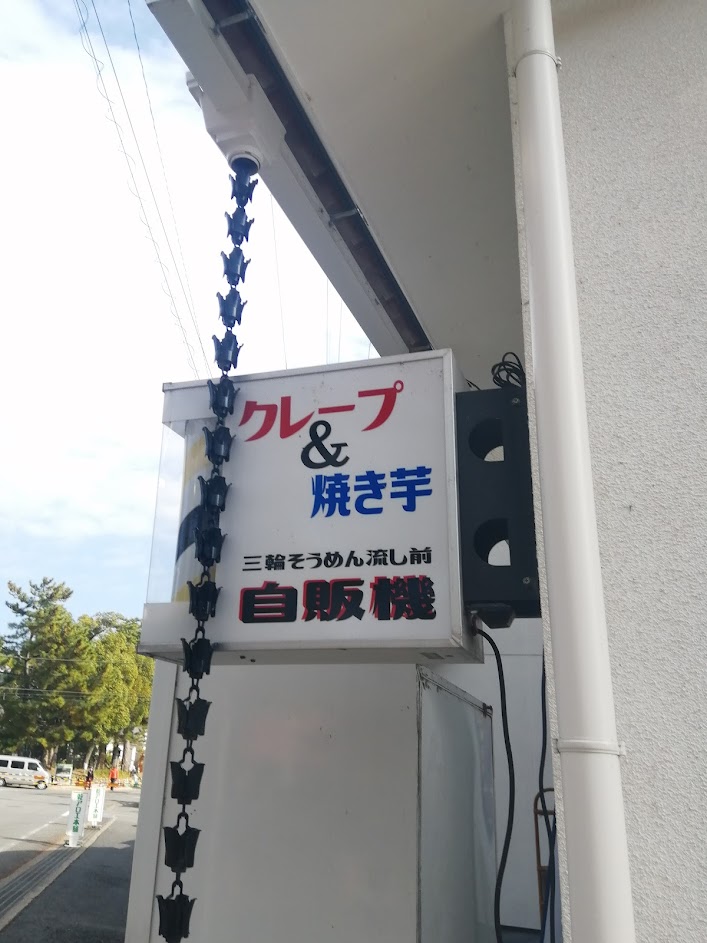 クレープ
&
焼き芋
三輪そうめん流し前
自販機